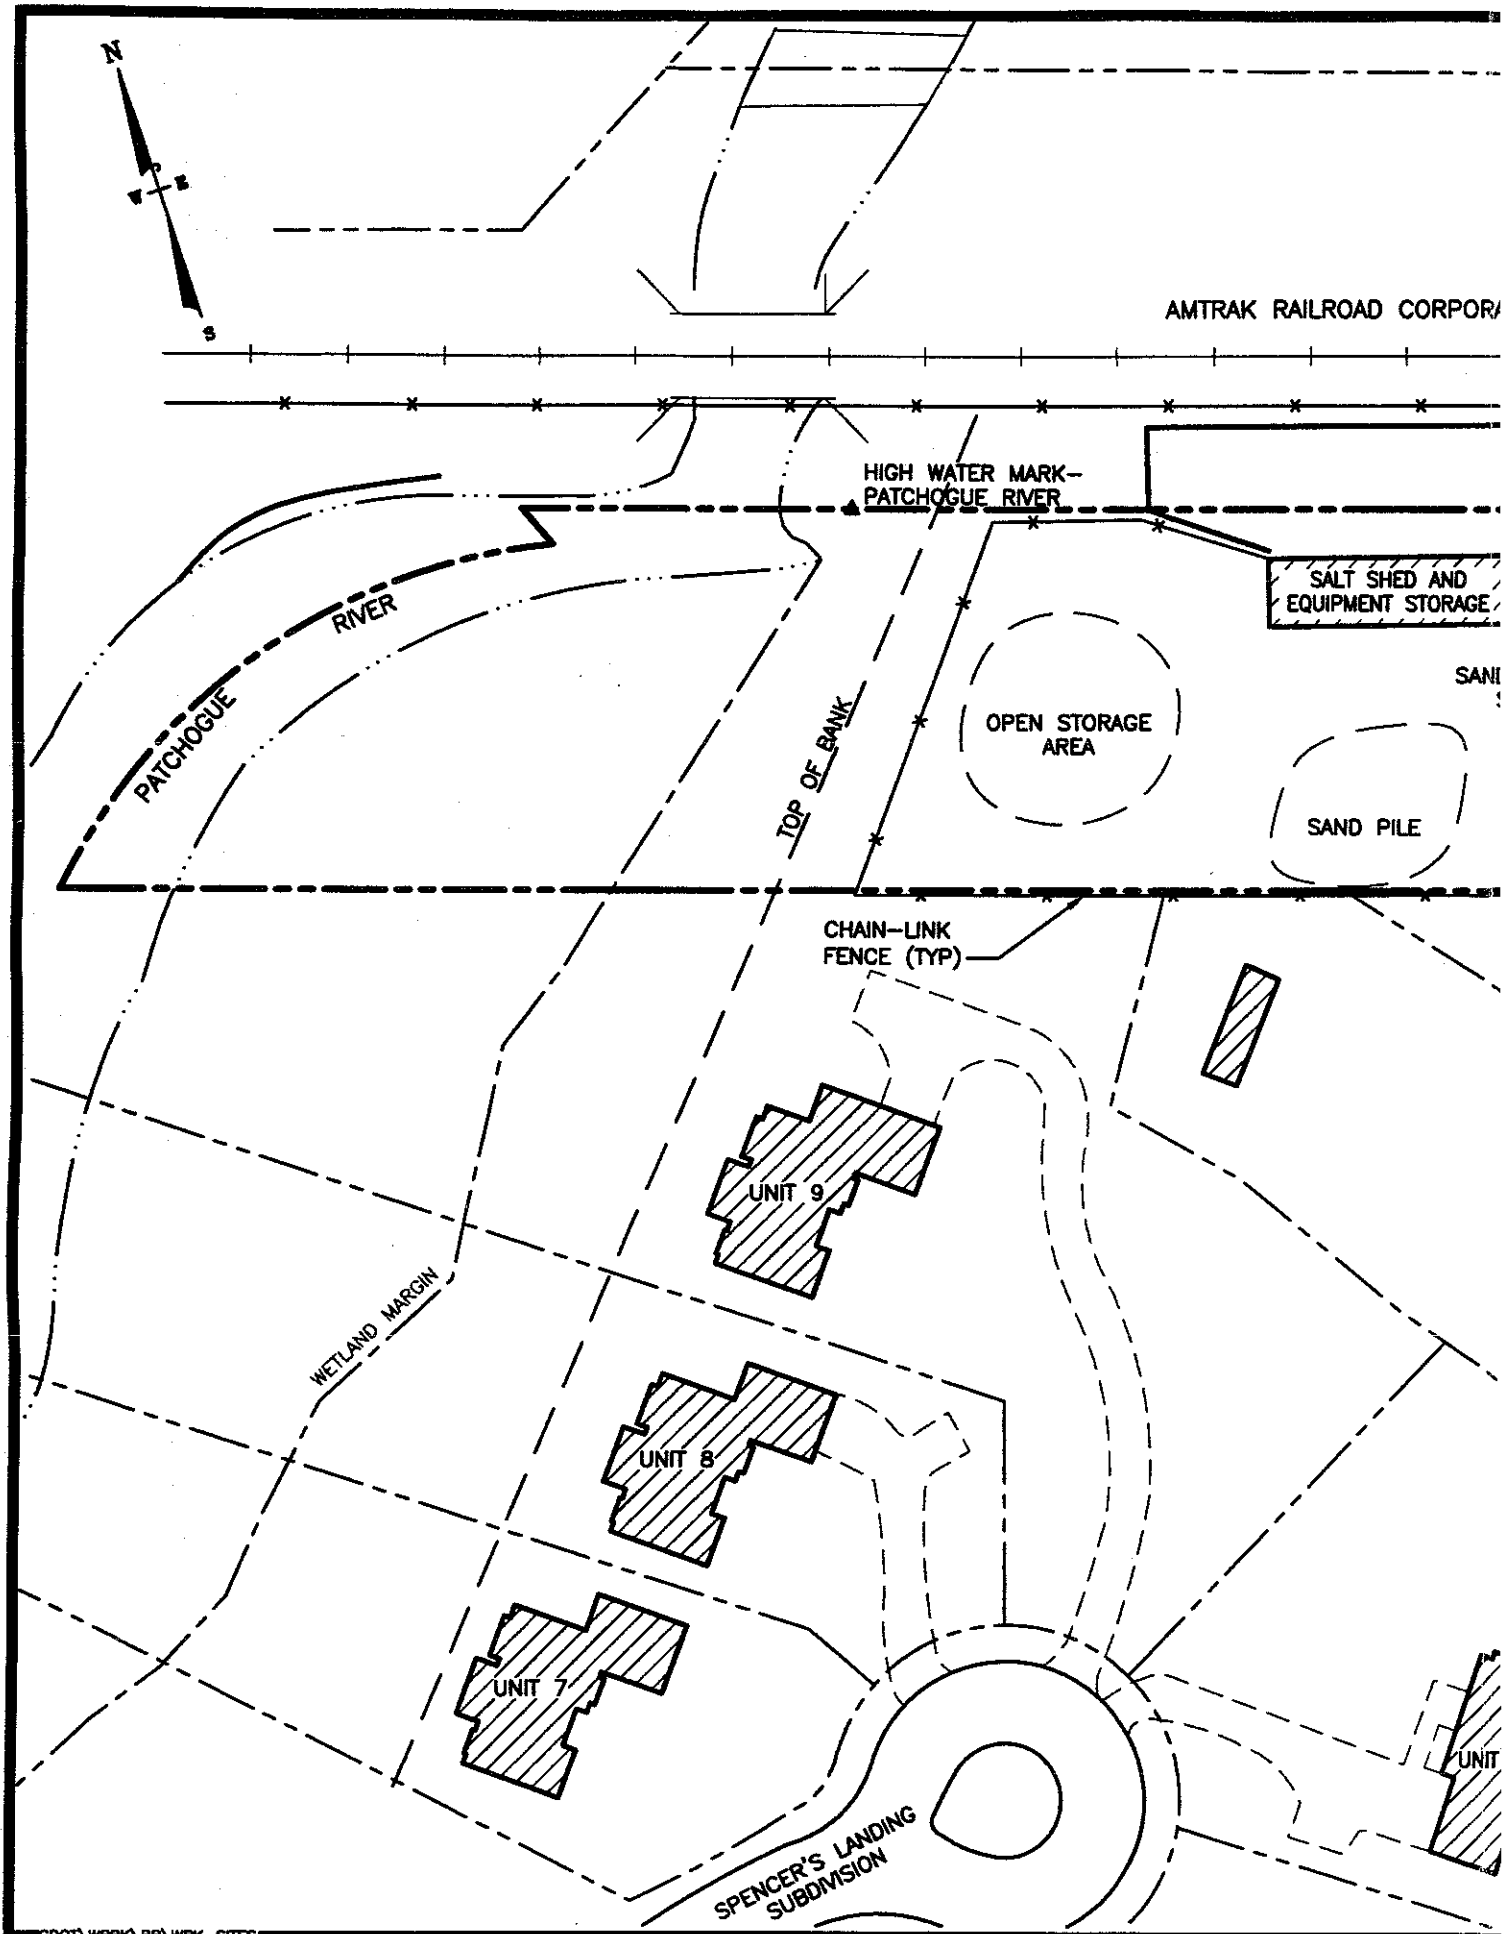 N
W E
S
AMTRAK RAILROAD CORPORA
HIGH WATER MARK-
PATCHOGUE RIVER
SALT SHED AND
EQUIPMENT STORAGE
RIVER
PATCHOGUE
SAND
TOP OF BANK
OPEN STORAGE
AREA
SAND PILE
CHAIN-LINK
FENCE (TYP)
UNIT 9
WETLAND MARGIN
UNIT 8
UNIT 7
UNIT
SPENCER'S LANDING
SUBDIVISION